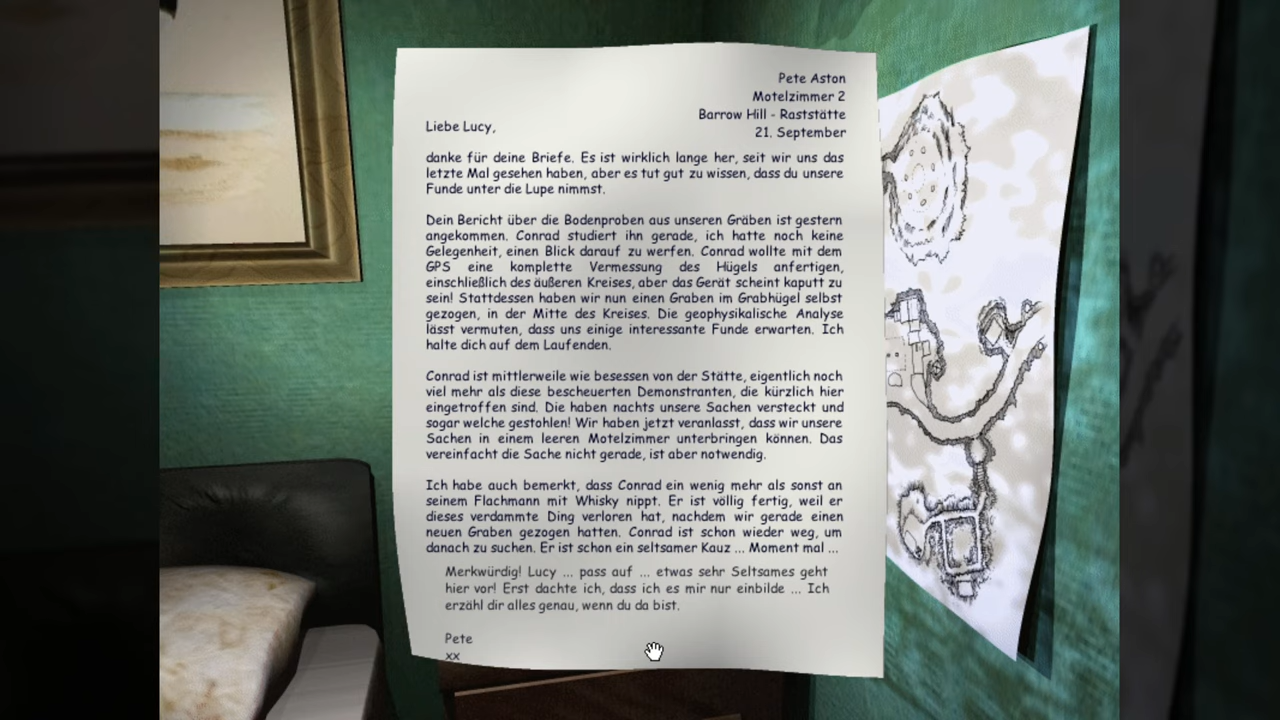 Pete Aston
Motelzimmer 2
Barrow Hill - Raststätte
21. September
Liebe Lucy,
danke für deine Briefe. Es ist wirklich lange her, seit wir uns das
letzte Mal gesehen haben, aber es tut gut zu wissen, dass du unsere
Funde unter die Lupe nimmst.
Dein Bericht über die Bodenproben aus unseren Gräben ist gestern
angekommen. Conrad studiert ihn gerade, ich hatte noch keine
Gelegenheit, einen Blick darauf zu werfen. Conrad wollte mit dem
GPS eine komplette Vermessung des Hügels anfertigen,
einschließlich des äußeren Kreises, aber das Gerät scheint kaputt zu
sein! Stattdessen haben wir nun einen Graben im Grabhügel selbst
gezogen, in der Mitte des Kreises. Die geophysikalische Analyse
lässt vermuten, dass uns einige interessante Funde erwarten. Ich
halte dich auf dem Laufenden.
Conrad ist mittlerweile wie besessen von der Stätte, eigentlich noch
viel mehr als diese bescheuerten Demonstranten, die kürzlich hier
eingetroffen sind. Die haben nachts unsere Sachen versteckt und
sogar welche gestohlen! Wir haben jetzt veranlasst, dass wir unsere
Sachen in einem leeren Motelzimmer unterbringen können. Das
vereinfacht die Sache nicht gerade, ist aber notwendig.
Ich habe auch bemerkt, dass Conrad ein wenig mehr als sonst an
seinem Flachmann mit Whisky nippt. Er ist völlig fertig, weil er
dieses verdammte Ding verloren hat, nachdem wir gerade einen
neuen Graben gezogen hatten. Conrad ist schon wieder weg, um
danach zu suchen. Er ist schon ein seltsamer Kauz ... Moment mal ...
Merkwürdig! Lucy ... pass auf ... etwas sehr Seltsames geht
hier vor! Erst dachte ich, dass ich es mir nur einbilde ... Ich
erzähl dir alles genau, wenn du da bist.
Pete
xx